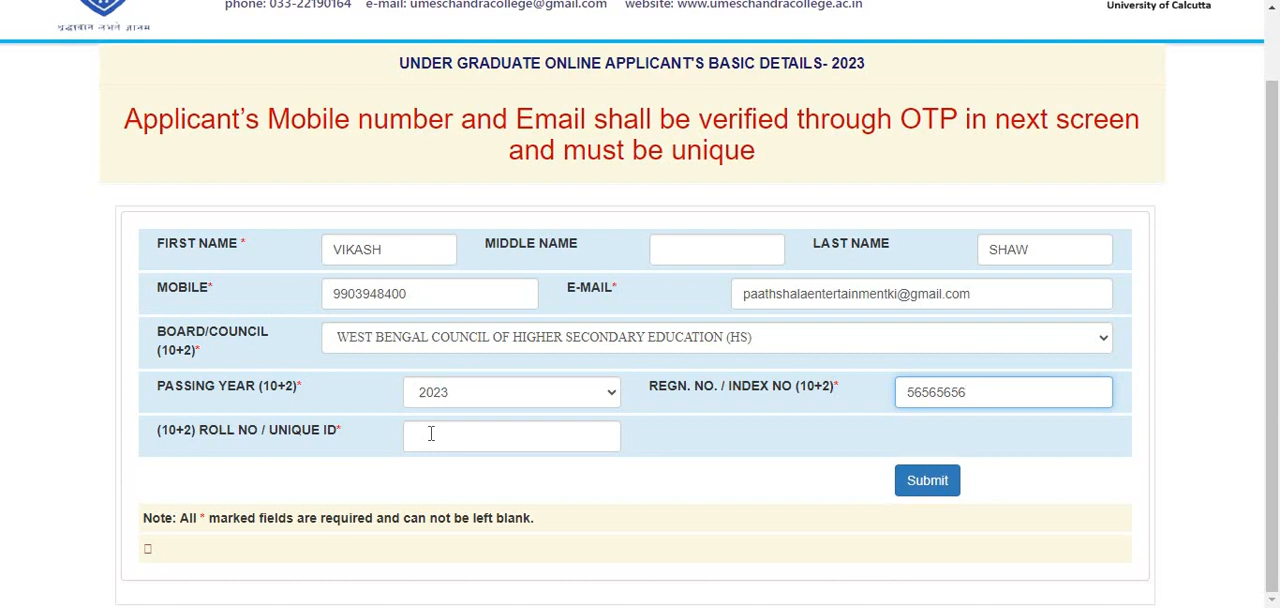 phone: 033-22190164 e-mail: umeschandracollege@gmail.com website: www.umeschandracollege.ac.in
University of Calcutta
श्रद्धावान लभते ज्ञानम
UNDER GRADUATE ONLINE APPLICANT'S BASIC DETAILS- 2023
Applicant’s Mobile number and Email shall be verified through OTP in next screen
and must be unique
FIRST NAME * VIKASH MIDDLE NAME LAST NAME SHAW
MOBILE* 9903948400 E-MAIL* paathshalaentertainmentki@gmail.com
BOARD/COUNCIL
(10+2)* WEST BENGAL COUNCIL OF HIGHER SECONDARY EDUCATION (HS)
PASSING YEAR (10+2)* 2023 REGN. NO. / INDEX NO (10+2)* 56565656
(10+2) ROLL NO / UNIQUE ID*
Submit
Note: All * marked fields are required and can not be left blank.